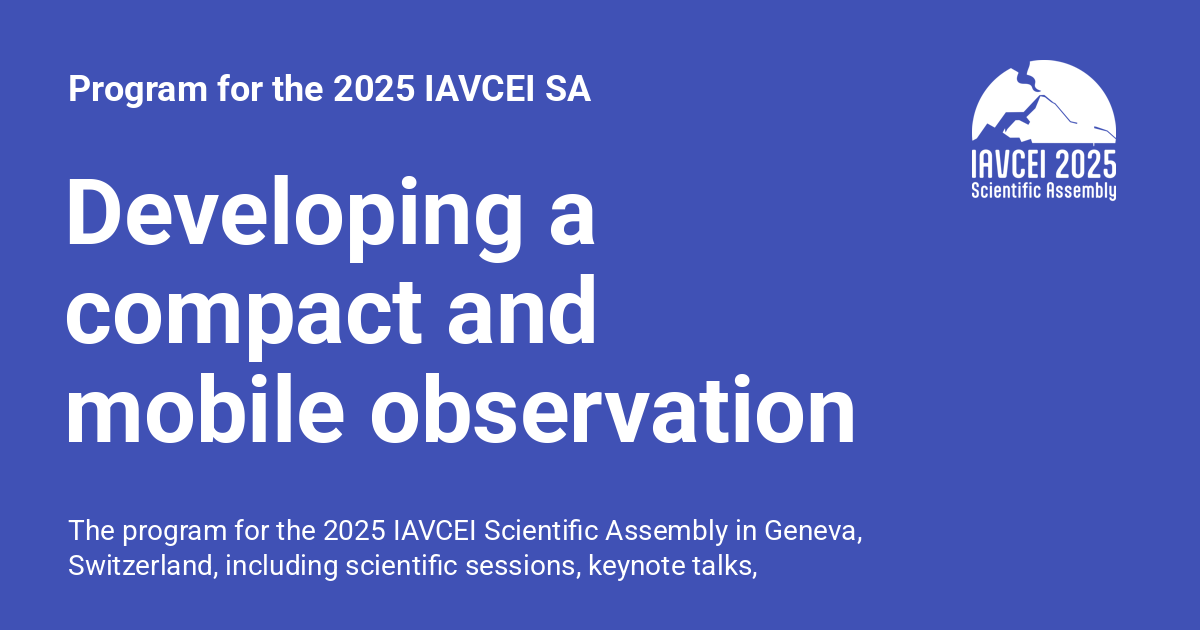 Program for the 2025 IAVCEI SA
IAVCEI 2025
Scientific Assembly
Developing a
compact and
mobile observation
The program for the 2025 IAVCEI Scientific Assembly in Geneva,
Switzerland, including scientific sessions, keynote talks,